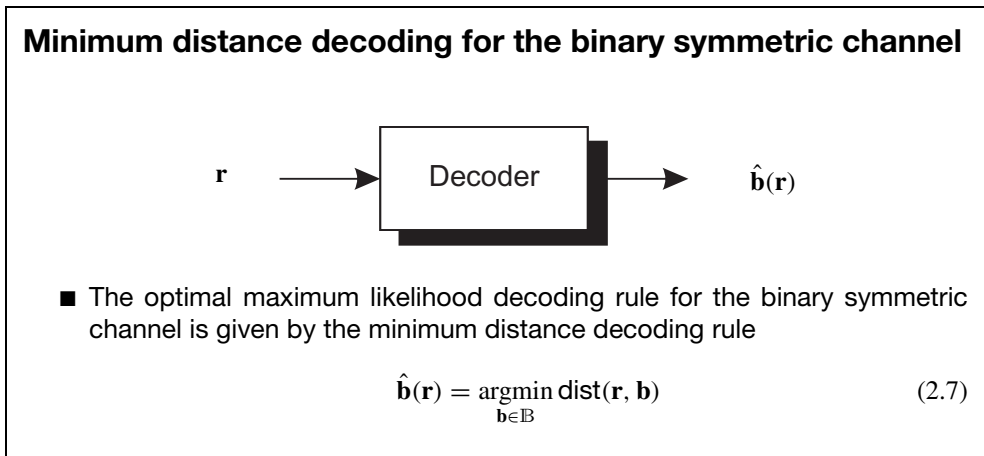 Minimum distance decoding for the binary symmetric channel
r
Decoder
b̂(r)
■ The optimal maximum likelihood decoding rule for the binary symmetric
channel is given by the minimum distance decoding rule
b̂(r) = argmin dist(r, b) (2.7)
b∈𝔹